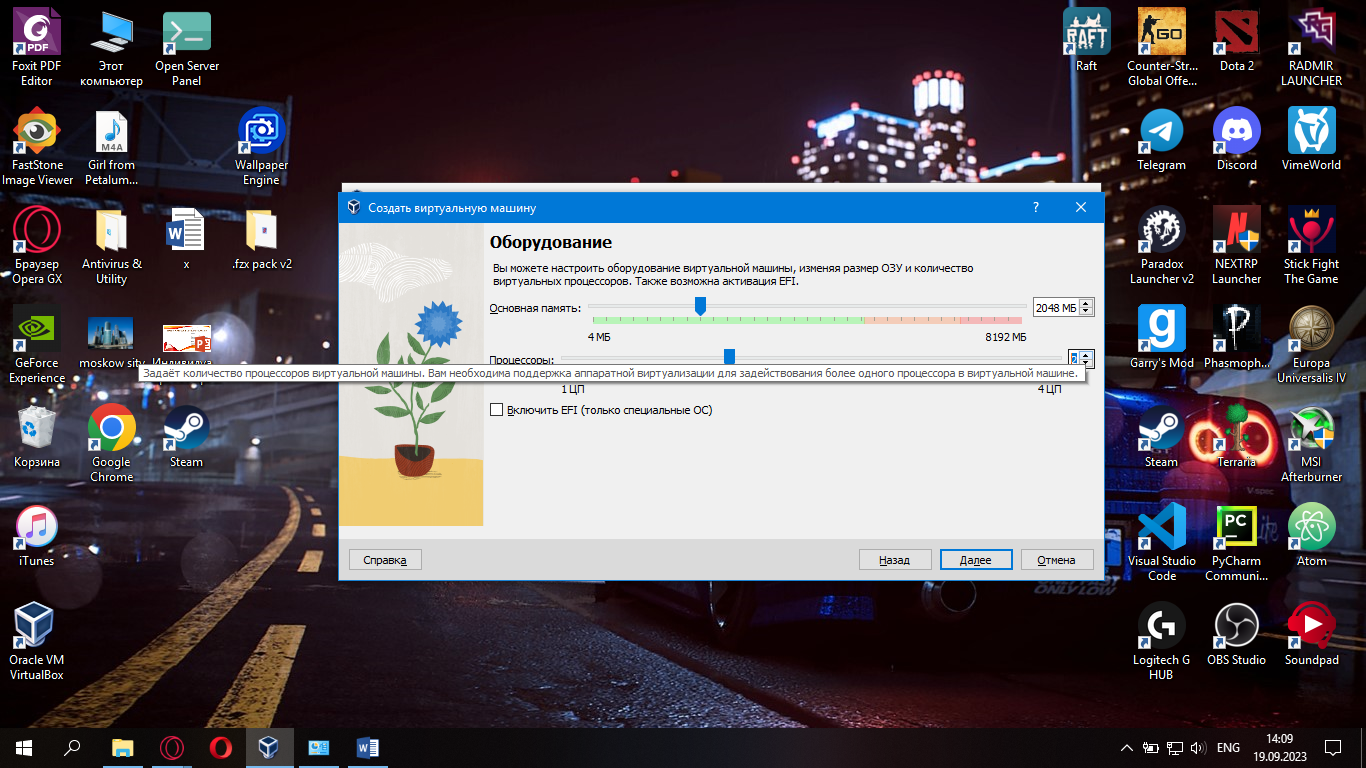 Foxit PDF
Editor
Этот
компьютер
Open Server
Panel
Raft
Counter-Str...
Global Offe...
Dota 2
RADMIR
LAUNCHER
FastStone
Image Viewer
M4A
Girl from
Petalum...
Wallpaper
Engine
Telegram
Discord
VimeWorld
Браузер
Opera GX
Antivirus &
Utility
x
.fzx pack v2
Paradox
Launcher v2
NEXTRP
Launcher
Stick Fight
The Game
GeForce
Experience
moskow sity
Индивидуа...
Garry's Mod
Phasmoph...
Europa
Universalis IV
Корзина
Google
Chrome
Steam
Steam
Terraria
MSI
Afterburner
iTunes
Visual Studio
Code
PyCharm
Communi...
Atom
Oracle VM
VirtualBox
Logitech G
HUB
OBS Studio
Soundpad
Создать виртуальную машину
?
Оборудование
Вы можете настроить оборудование виртуальной машины, изменяя размер ОЗУ и количество
виртуальных процессоров. Также возможна активация EFI.
Основная память:
2048 МБ
4 МБ
8192 МБ
Процессоры:
2
Задаёт количество процессоров виртуальной машины. Вам необходима поддержка аппаратной виртуализации для задействования более одного процессора в виртуальной машине.
1 ЦП
4 ЦП
Включить EFI (только специальные ОС)
Справка
Назад
Далее
Отмена
V-spec
ONLY LOW
ENG
14:09
19.09.2023